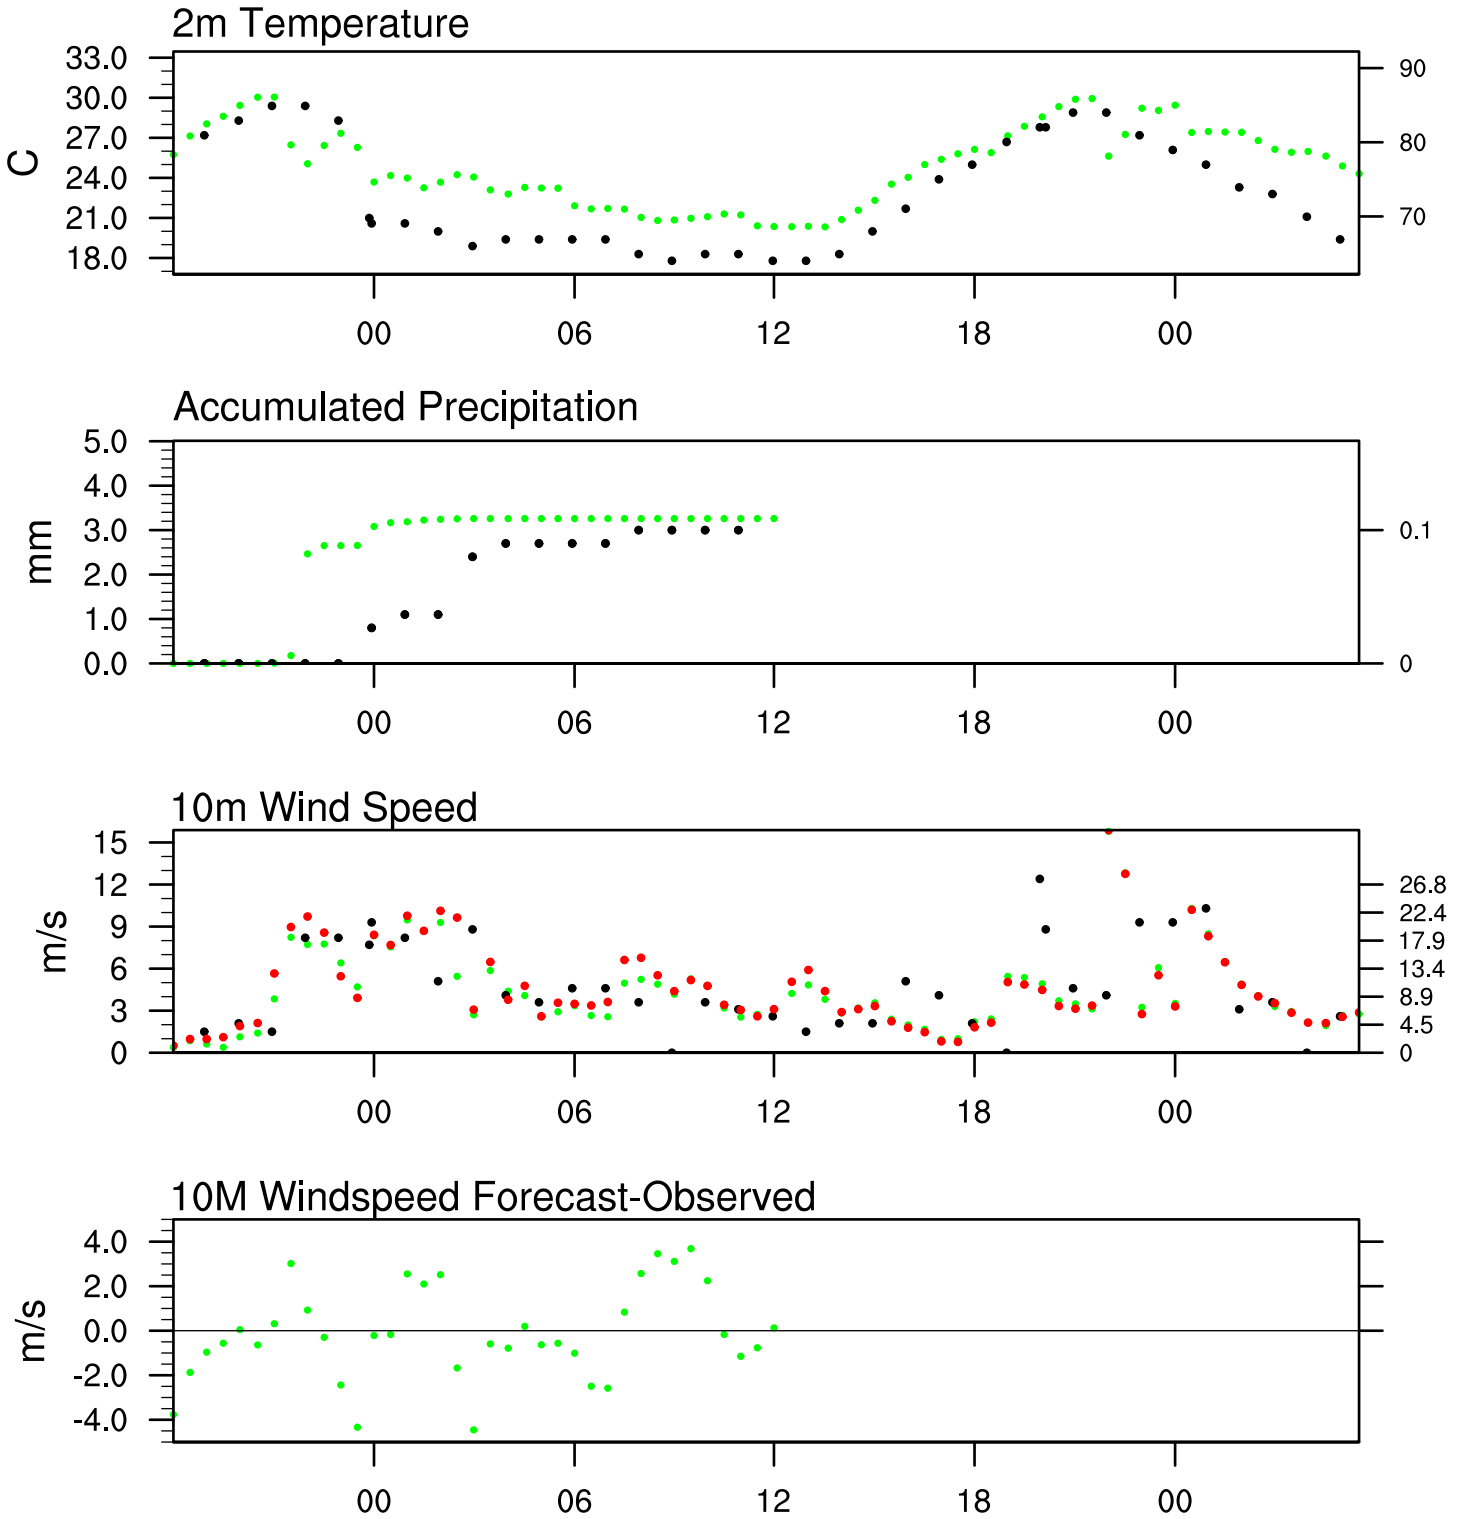 2m Temperature
33.0
30.0
27.0
24.0
21.0
18.0
C
90
80
70
00 06 12 18 00
Accumulated Precipitation
5.0
4.0
3.0
2.0
1.0
0.0
mm
0.1
0
00 06 12 18 00
10m Wind Speed
15
12
9
6
3
0
m/s
26.8
22.4
17.9
13.4
8.9
4.5
0
00 06 12 18 00
10M Windspeed Forecast-Observed
4.0
2.0
0.0
-2.0
-4.0
m/s
00 06 12 18 00